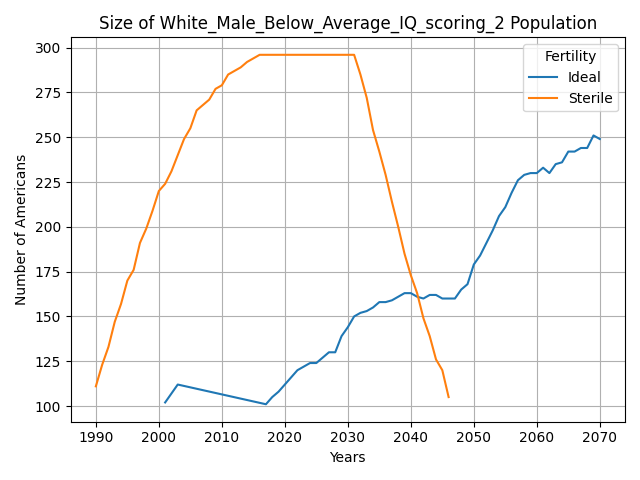 Size of White_Male_Below_Average_IQ_scoring_2 Population
Number of Americans
300
275
250
225
200
175
150
125
100
Fertility
Ideal
Sterile
1990 2000 2010 2020 2030 2040 2050 2060 2070
Years